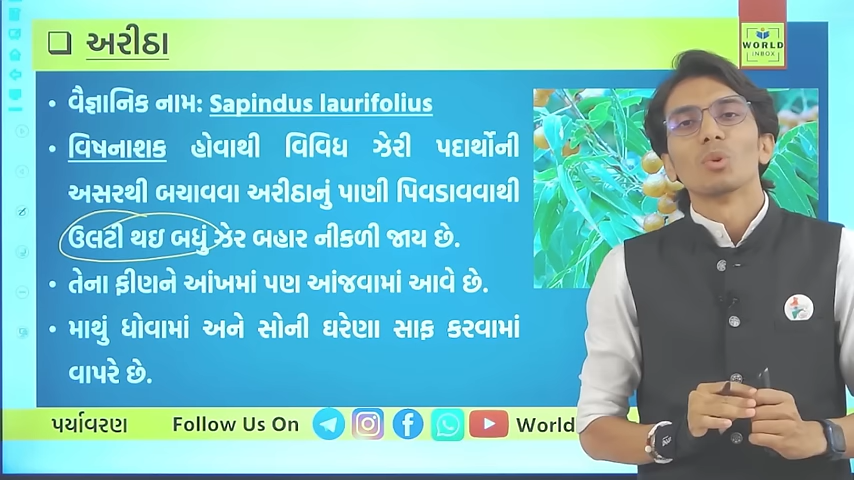 ❑ અરીઠા
WORLD
INBOX
• વૈજ્ઞાનિક નામ: Sapindus laurifolius
• વિષનાશક હોવાથી વિવિધ ઝેરી પદાર્થોની
અસરથી બચાવવા અરીઠાનું પાણી પિવડાવવાથી
ઉલટી થઇ બધું ઝેર બહાર નીકળી જાય છે.
• તેના ફીણને આંખમાં પણ આંજવામાં આવે છે.
• માથું ધોવામાં અને સોની ઘરેણા સાફ કરવામાં
વાપરે છે.
પર્યાવરણ Follow Us On World